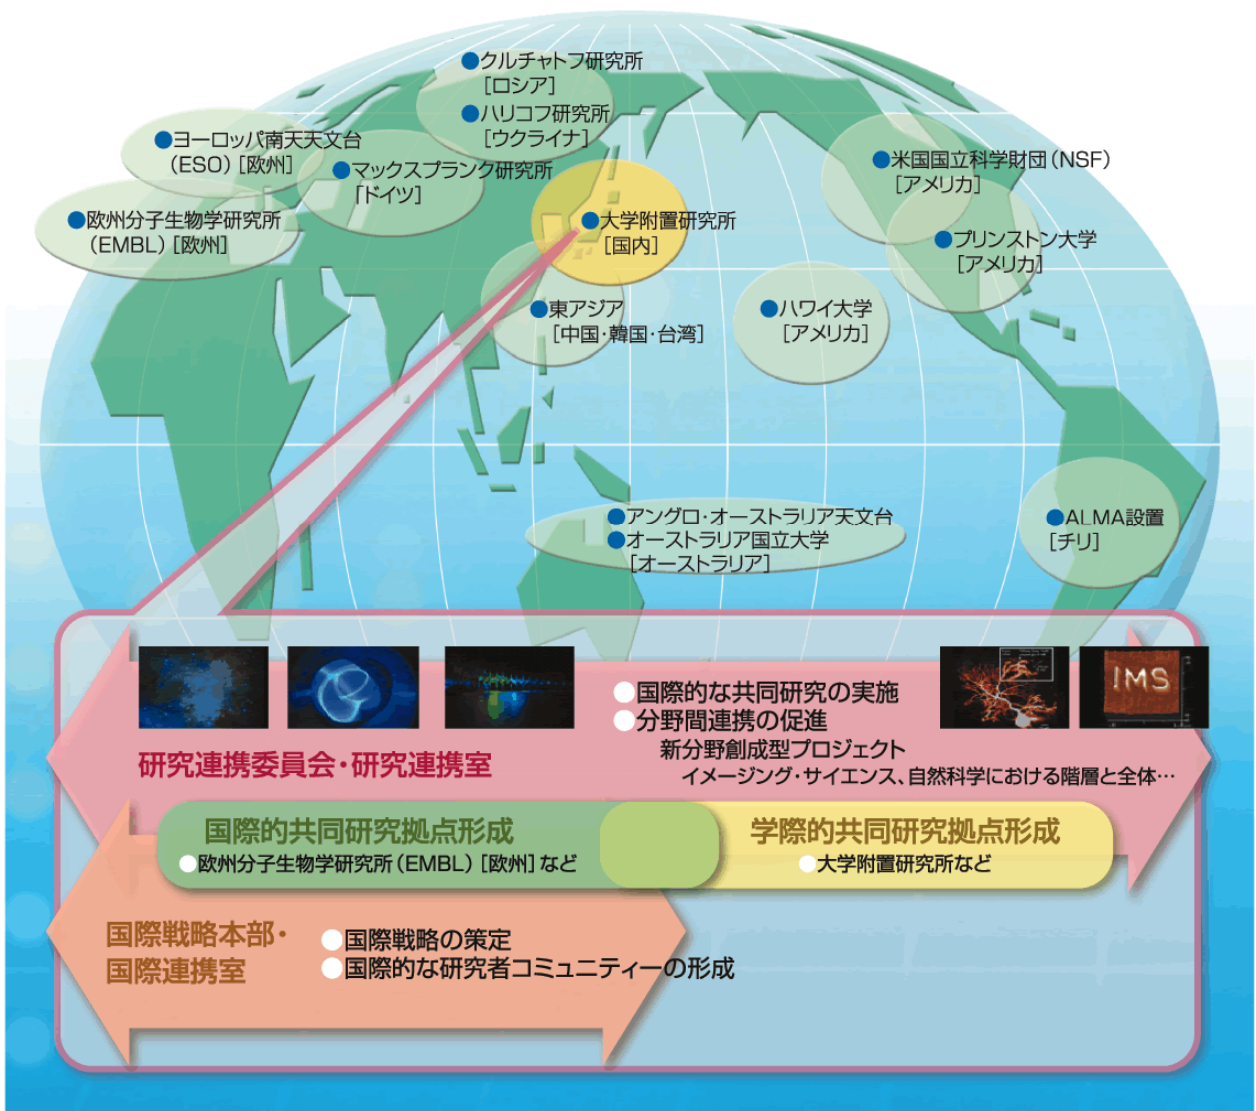 ●クルチャトフ研究所
［ロシア］
●ハリコフ研究所
［ウクライナ］
●ヨーロッパ南天天文台
（ESO）［欧州］
●マックスプランク研究所
［ドイツ］
●欧州分子生物学研究所
（EMBL）［欧州］
●大学附置研究所
［国内］
●米国国立科学財団（NSF）
［アメリカ］
●プリンストン大学
［アメリカ］
●東アジア
［中国・韓国・台湾］
●ハワイ大学
［アメリカ］
●アングロ・オーストラリア天文台
●オーストラリア国立大学
［オーストラリア］
●ALMA設置
［チリ］
IMS
●国際的な共同研究の実施
●分野間連携の促進
新分野創成型プロジェクト
イメージング・サイエンス、自然科学における階層と全体…
研究連携委員会・研究連携室
国際的共同研究拠点形成
●欧州分子生物学研究所（EMBL）［欧州］など
学際的共同研究拠点形成
●大学附置研究所など
国際戦略本部・
国際連携室
●国際戦略の策定
●国際的な研究者コミュニティーの形成